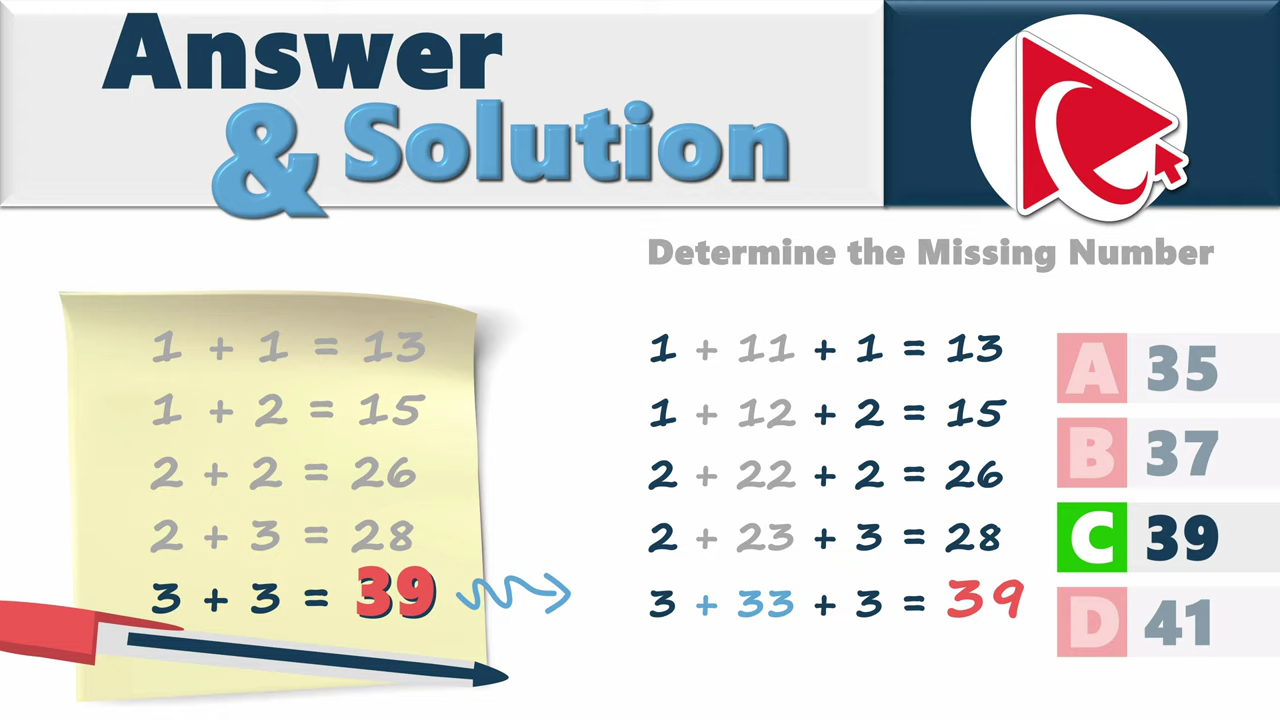 Answer
& Solution
Determine the Missing Number
1 + 1 = 13
1 + 2 = 15
2 + 2 = 26
2 + 3 = 28
3 + 3 = 39
1 + 11 + 1 = 13
1 + 12 + 2 = 15
2 + 22 + 2 = 26
2 + 23 + 3 = 28
3 + 33 + 3 = 39
A 35
B 37
C 39
D 41